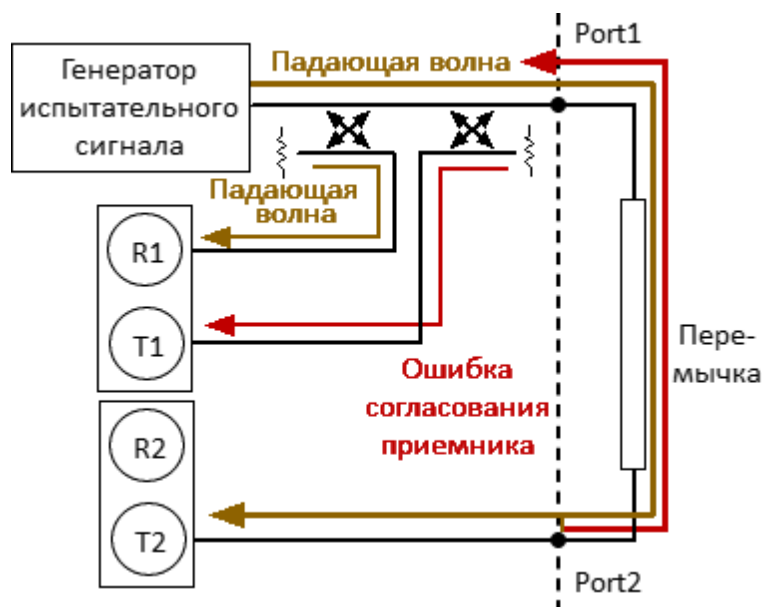 Port1
Генератор
испытательного
сигнала
Падающая волна
Падающая
волна
R1
T1
Пере-
мычка
Ошибка
согласования
приемника
R2
T2
Port2